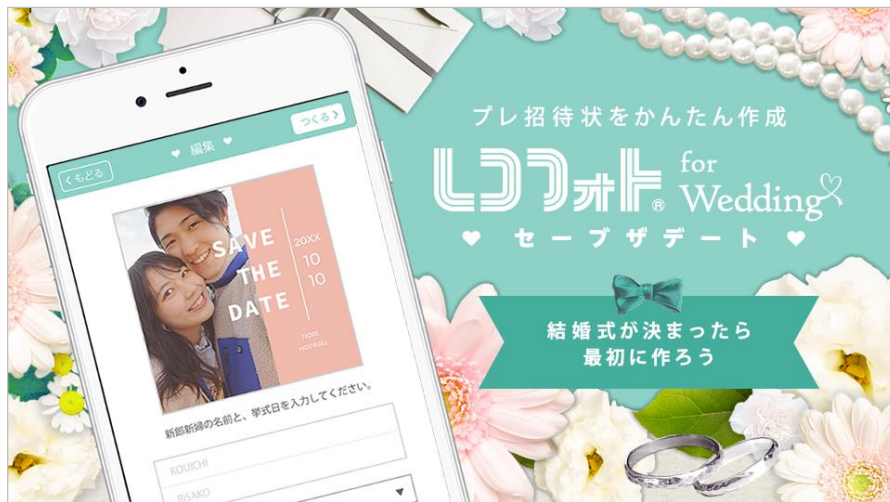 くもどる
♥ 編集 ♥
つくる >
SAVE
THE
DATE
20XX
10
10
NORI
HOTARU
新郎新婦の名前と、挙式日を入力してください。
KOUICHI
RISAKO
プレ招待状をかんたん作成
レコフォト® for Wedding
♥ セーブザデート ♥
結婚式が決まったら
最初に作ろう